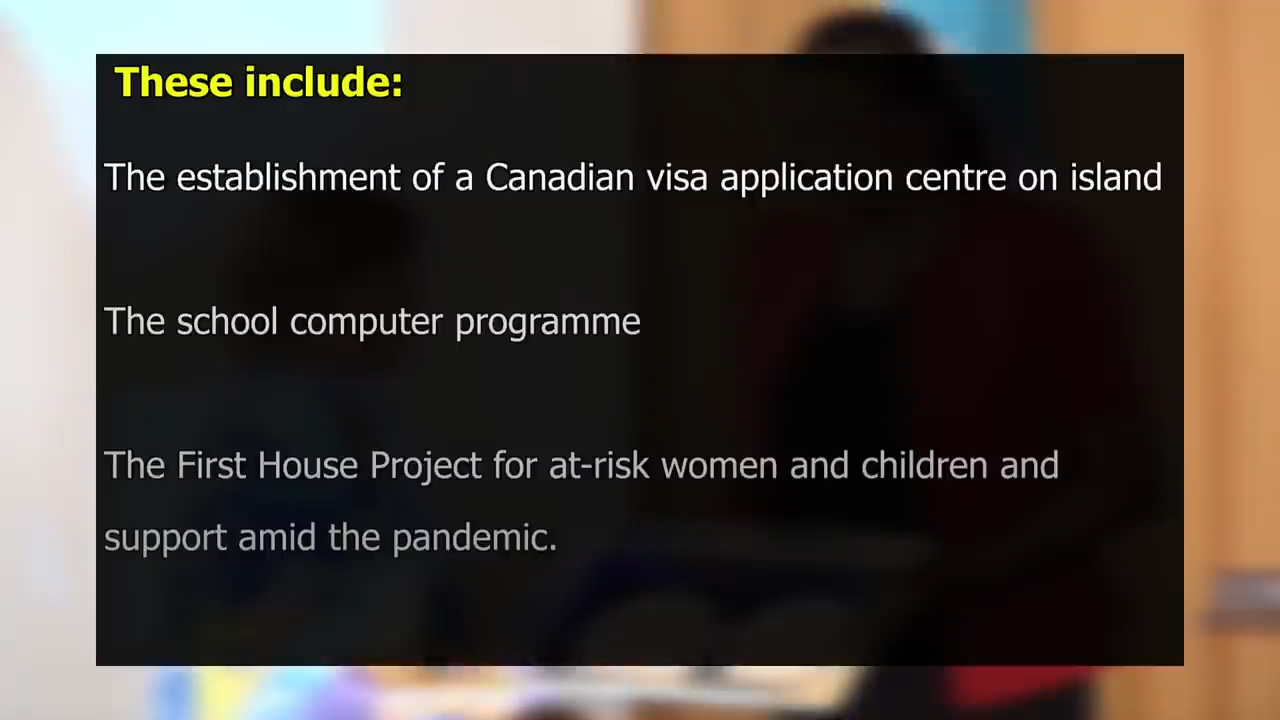 These include:
The establishment of a Canadian visa application centre on island
The school computer programme
The First House Project for at-risk women and children and
support amid the pandemic.